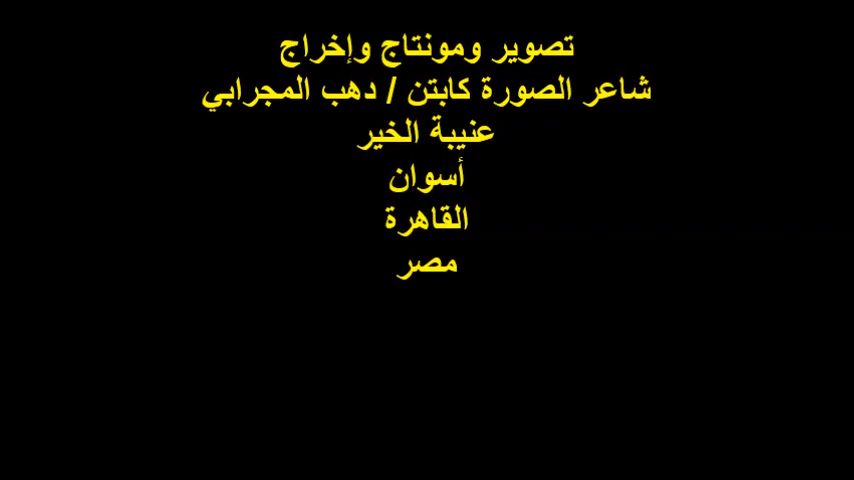 تصوير ومونتاج وإخراج
شاعر الصورة كابتن / دهب المجرابي
عنيبة الخير
أسوان
القاهرة
مصر